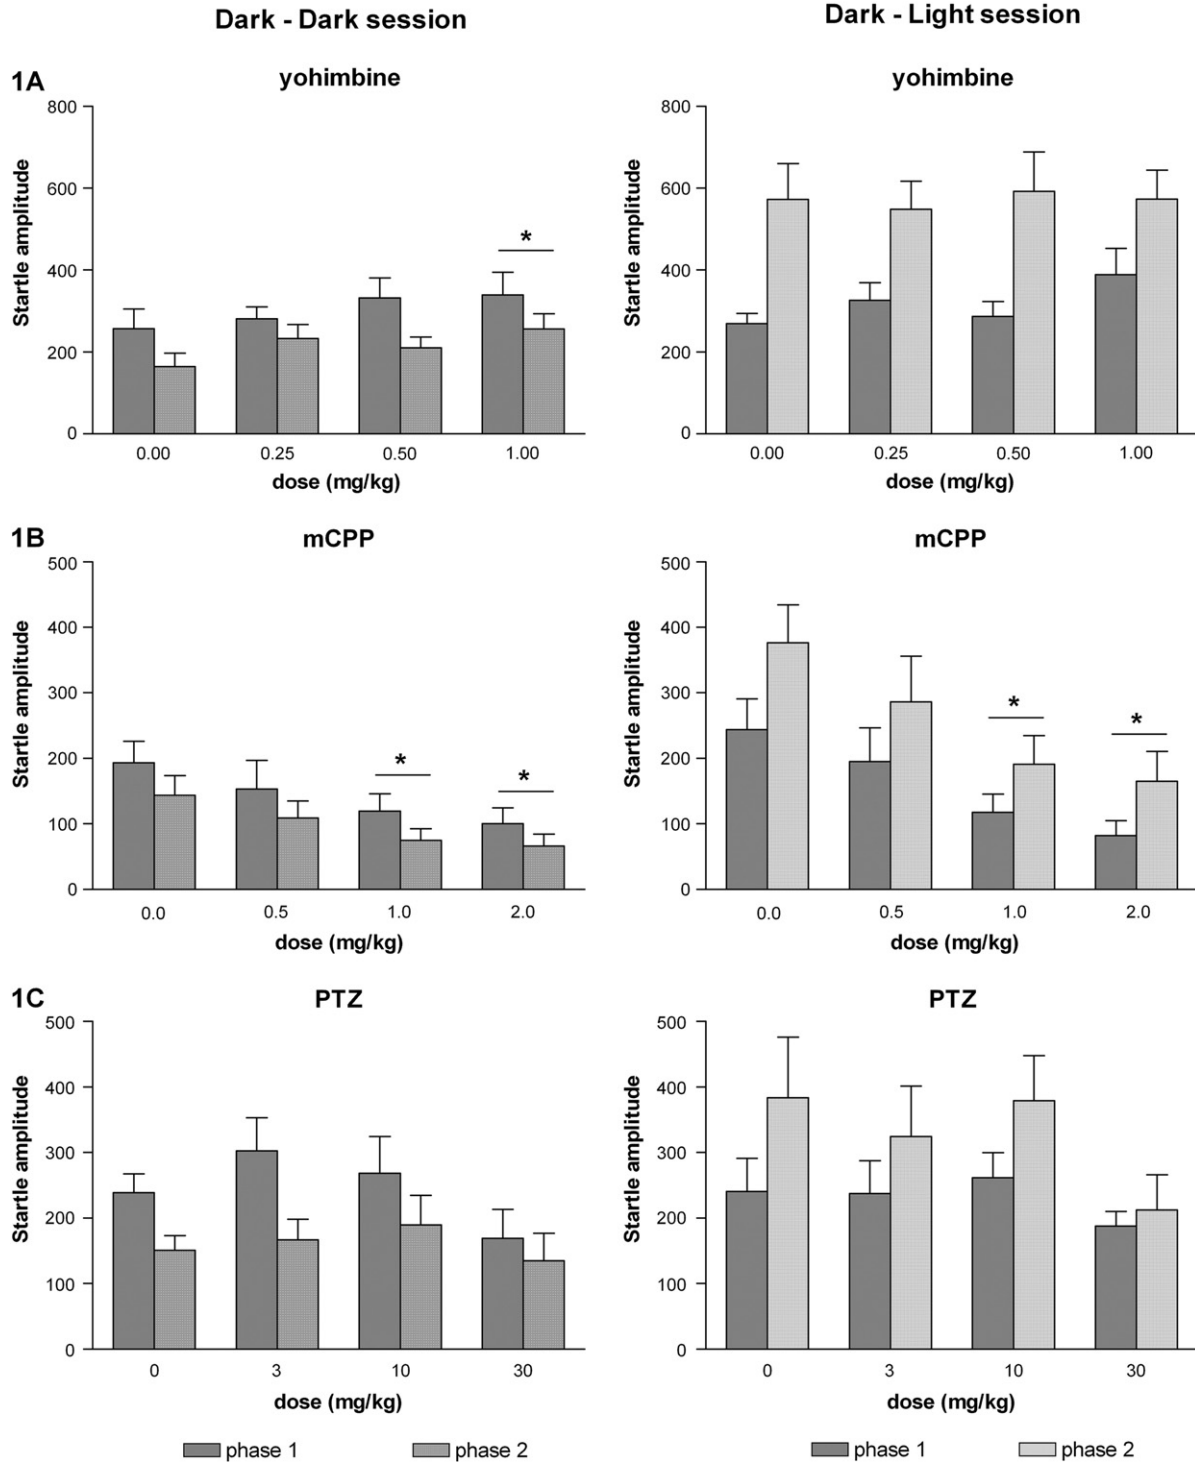 Dark - Dark session
Dark - Light session
1A
yohimbine
800
600
400
200
0
Startle amplitude
*
0.00 0.25 0.50 1.00
dose (mg/kg)
yohimbine
800
600
400
200
0
Startle amplitude
0.00 0.25 0.50 1.00
dose (mg/kg)
1B
mCPP
500
400
300
200
100
0
Startle amplitude
* *
0.0 0.5 1.0 2.0
dose (mg/kg)
mCPP
500
400
300
200
100
0
Startle amplitude
* *
0.0 0.5 1.0 2.0
dose (mg/kg)
1C
PTZ
500
400
300
200
100
0
Startle amplitude
0 3 10 30
dose (mg/kg)
PTZ
500
400
300
200
100
0
Startle amplitude
0 3 10 30
dose (mg/kg)
phase 1 phase 2
phase 1 phase 2